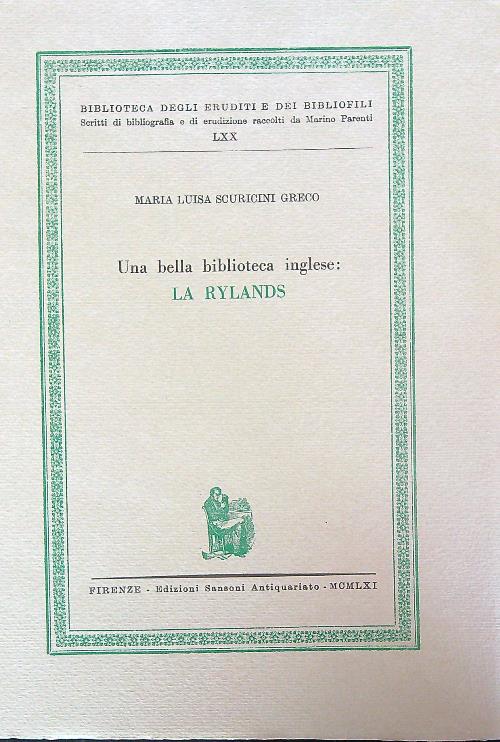 BIBLIOTECA DEGLI ERUDITI E DEI BIBLIOFILI
Scritti di bibliografia e di erudizione raccolti da Marino Parenti
LXX
MARIA LUISA SCURICINI GRECO
Una bella biblioteca inglese:
LA RYLANDS
FIRENZE - Edizioni Sansoni Antiquariato - MCMLXI